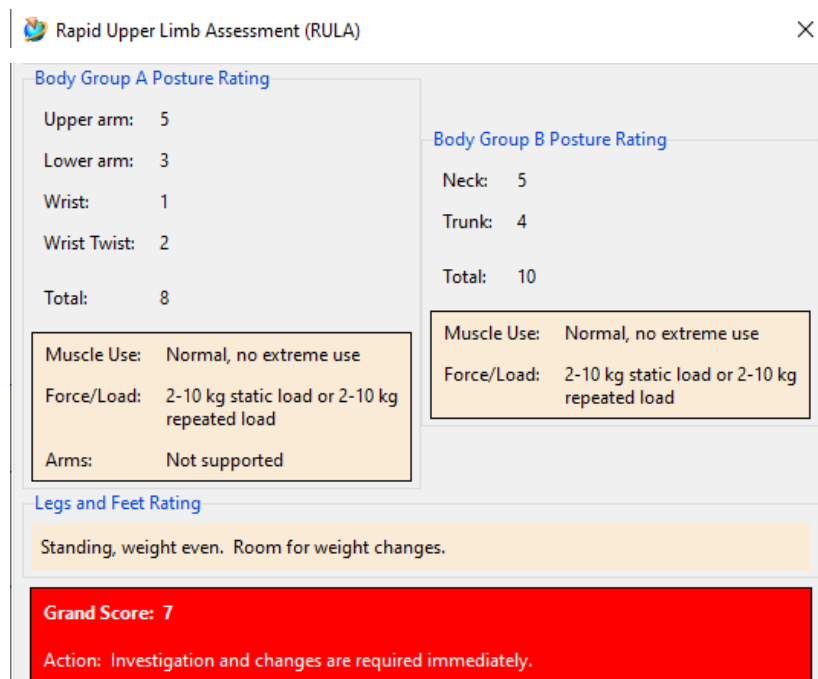 Rapid Upper Limb Assessment (RULA)
Body Group A Posture Rating
Upper arm: 5
Lower arm: 3
Wrist: 1
Wrist Twist: 2
Total: 8
Muscle Use: Normal, no extreme use
Force/Load: 2-10 kg static load or 2-10 kg
repeated load
Arms: Not supported
Body Group B Posture Rating
Neck: 5
Trunk: 4
Total: 10
Muscle Use: Normal, no extreme use
Force/Load: 2-10 kg static load or 2-10 kg
repeated load
Legs and Feet Rating
Standing, weight even. Room for weight changes.
Grand Score: 7
Action: Investigation and changes are required immediately.